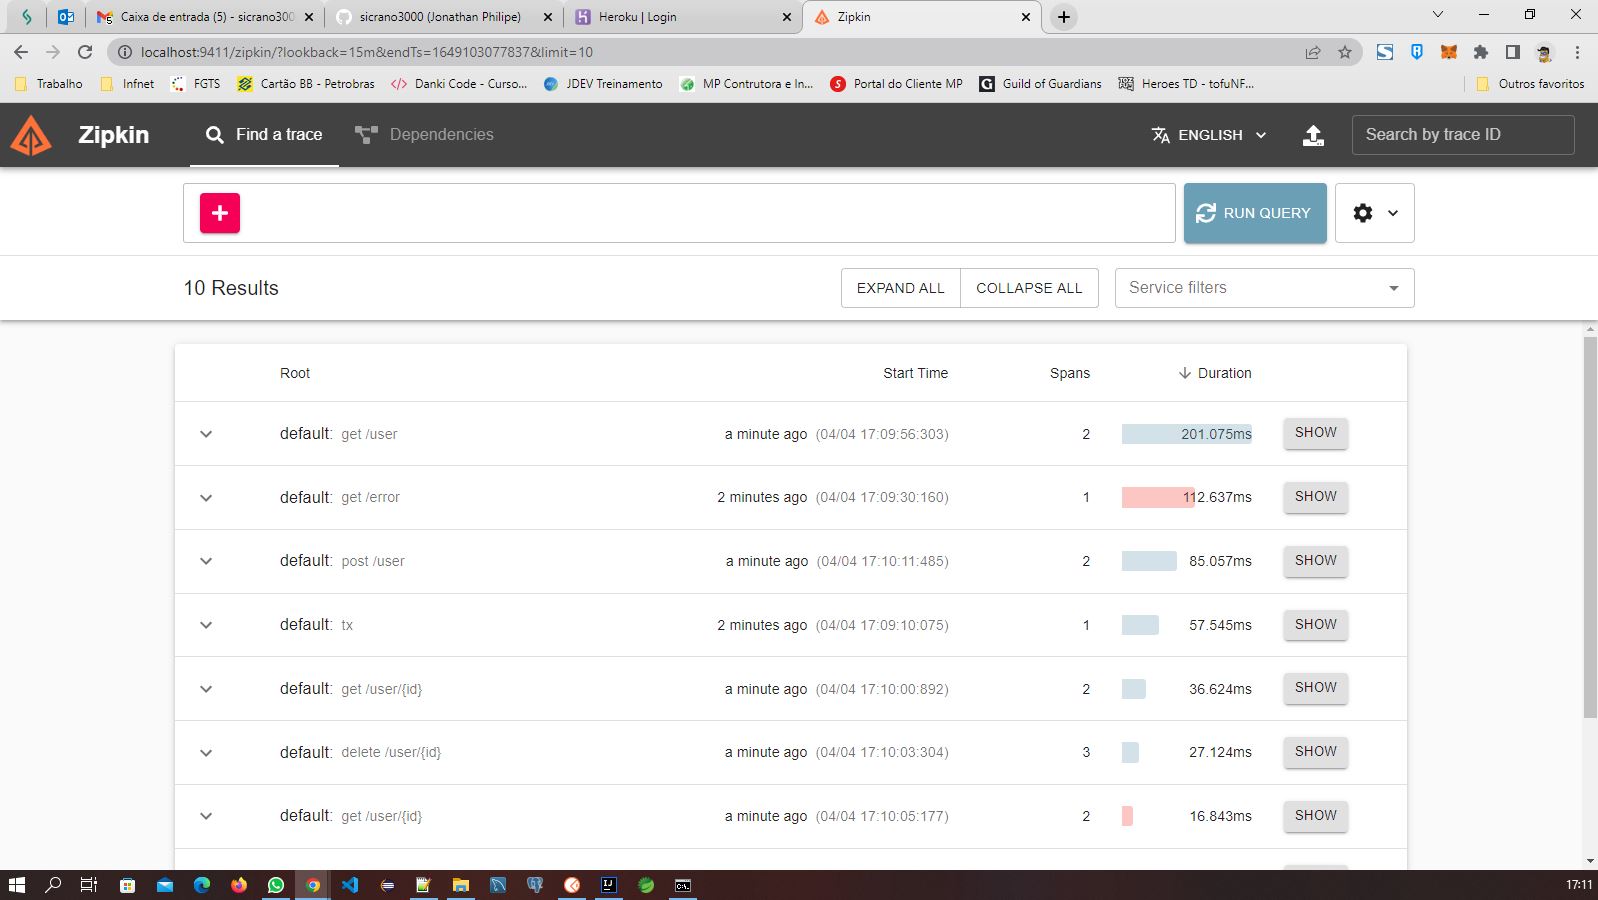 Caixa de entrada (5) - sicrano300
sicrano3000 (Jonathan Philipe)
Heroku | Login
Zipkin
localhost:9411/zipkin/?lookback=15m&endTs=1649103077837&limit=10
Trabalho
Infnet
FGTS
Cartão BB - Petrobras
Danki Code - Curso...
JDEV Treinamento
MP Contrutora e In...
Portal do Cliente MP
Guild of Guardians
Heroes TD - tofuNF...
Outros favoritos
Zipkin
Find a trace
Dependencies
ENGLISH
Search by trace ID
RUN QUERY
10 Results
EXPAND ALL
COLLAPSE ALL
Service filters
Root Start Time Spans Duration
default: get /user a minute ago (04/04 17:09:56:303) 2 201.075ms SHOW
default: get /error 2 minutes ago (04/04 17:09:30:160) 1 112.637ms SHOW
default: post /user a minute ago (04/04 17:10:11:485) 2 85.057ms SHOW
default: tx 2 minutes ago (04/04 17:09:10:075) 1 57.545ms SHOW
default: get /user/{id} a minute ago (04/04 17:10:00:892) 2 36.624ms SHOW
default: delete /user/{id} a minute ago (04/04 17:10:03:304) 3 27.124ms SHOW
default: get /user/{id} a minute ago (04/04 17:10:05:177) 2 16.843ms SHOW
17:11